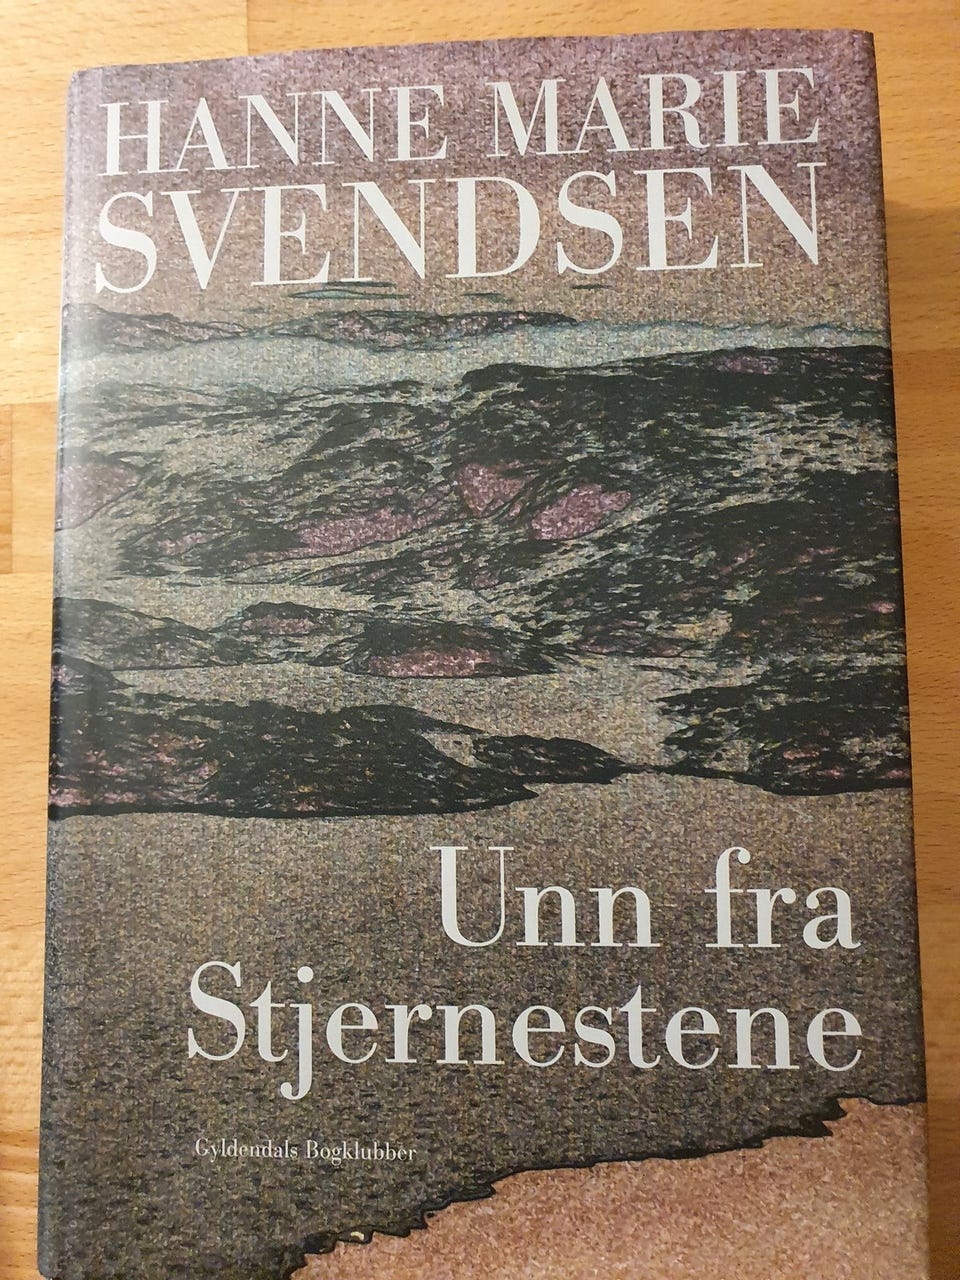 HANNE MARIE
SVENDSEN
Unn fra
Stjernestene
Gyldendals Bogklubber